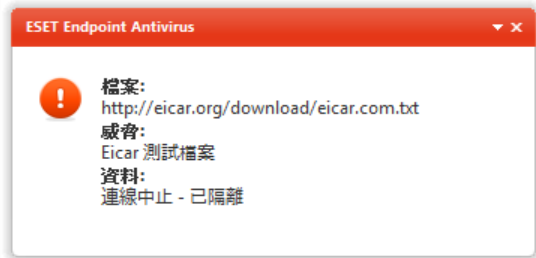 ESET Endpoint Antivirus
檔案:
http://eicar.org/download/eicar.com.txt
威脅:
Eicar 測試檔案
資料:
連線中止 - 已隔離